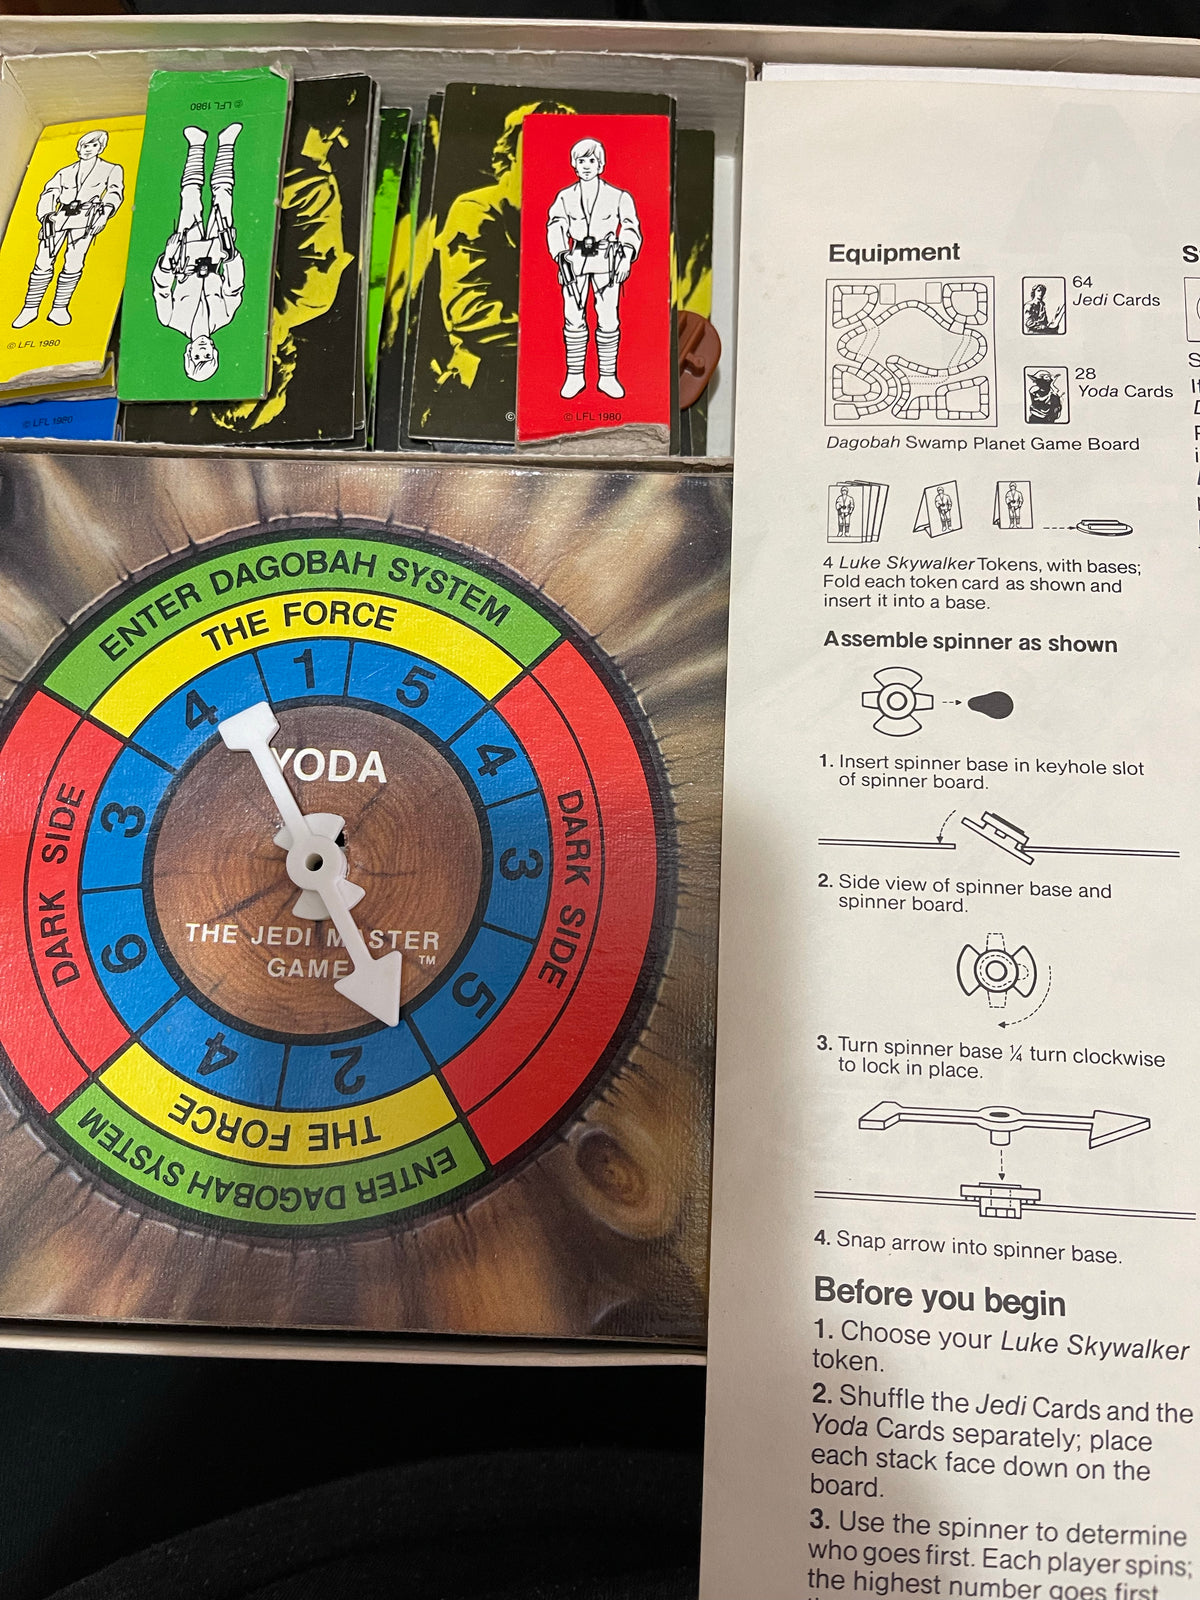 © LFL 1980
© LFL 1980
© LFL 1980
© LFL 1980
©
ENTER DAGOBAH SYSTEM
THE FORCE
4 1 5 4 3 5 2 4 6 3
DARK SIDE
DARK SIDE
YODA
THE JEDI MASTER
GAME ™
THE FORCE
ENTER DAGOBAH SYSTEM
Equipment
64
Jedi Cards
28
Yoda Cards
Dagobah Swamp Planet Game Board
4 Luke Skywalker Tokens, with bases;
Fold each token card as shown and
insert it into a base.
Assemble spinner as shown
1. Insert spinner base in keyhole slot
of spinner board.
2. Side view of spinner base and
spinner board.
3. Turn spinner base ¼ turn clockwise
to lock in place.
4. Snap arrow into spinner base.
Before you begin
1. Choose your Luke Skywalker
token.
2. Shuffle the Jedi Cards and the
Yoda Cards separately; place
each stack face down on the
board.
3. Use the spinner to determine
who goes first. Each player spins;
the highest number goes first